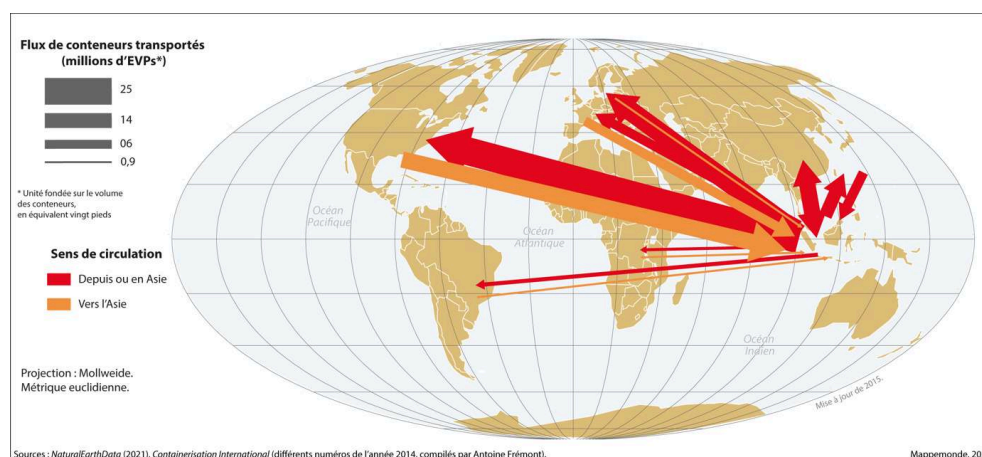 Flux de conteneurs transportés
(millions d'EVPs*)
25
14
06
0,9
* Unité fondée sur le volume
des conteneurs,
en équivalent vingt pieds
Océan
Pacifique
Océan
Atlantique
Sens de circulation
Depuis ou en Asie
Vers l'Asie
Océan
Indien
Projection : Mollweide.
Métrique euclidienne.
Mise à jour de 2015.
Sources : NaturalEarthData (2021), Containerisation International (différents numéros de l'année 2014, compilés par Antoine Frémont).
Mappemonde, 20